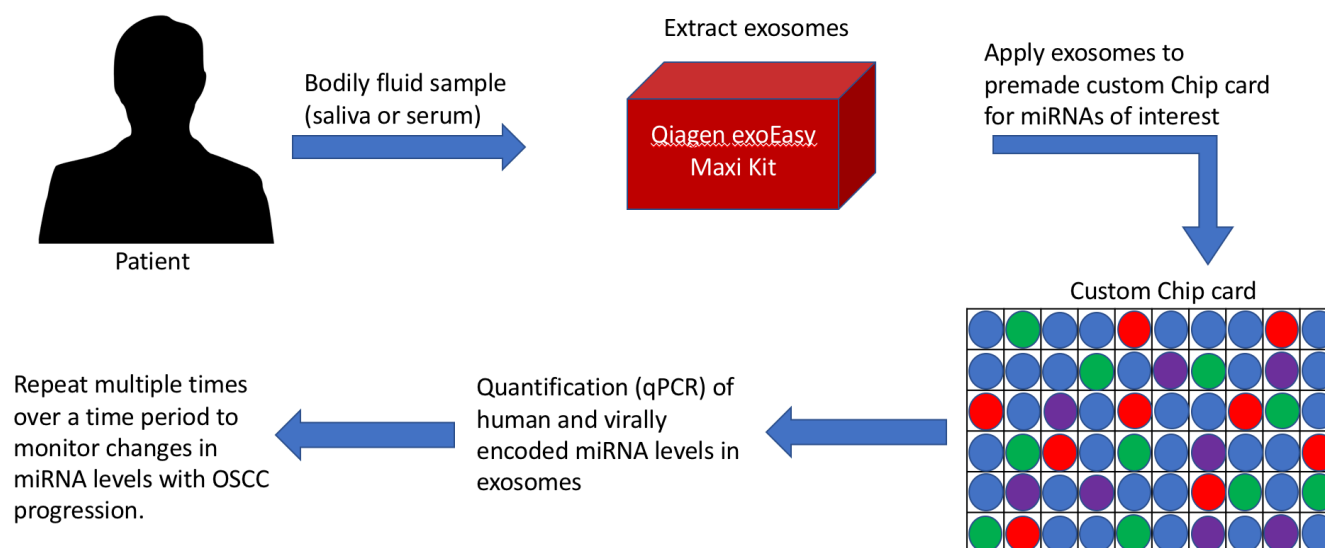 Extract exosomes
Bodily fluid sample
(saliva or serum)
Apply exosomes to
premade custom Chip card
for miRNAs of interest
Qiagen exoEasy
Maxi Kit
Patient
Custom Chip card
Quantification (qPCR) of
human and virally
encoded miRNA levels in
exosomes
Repeat multiple times
over a time period to
monitor changes in
miRNA levels with OSCC
progression.